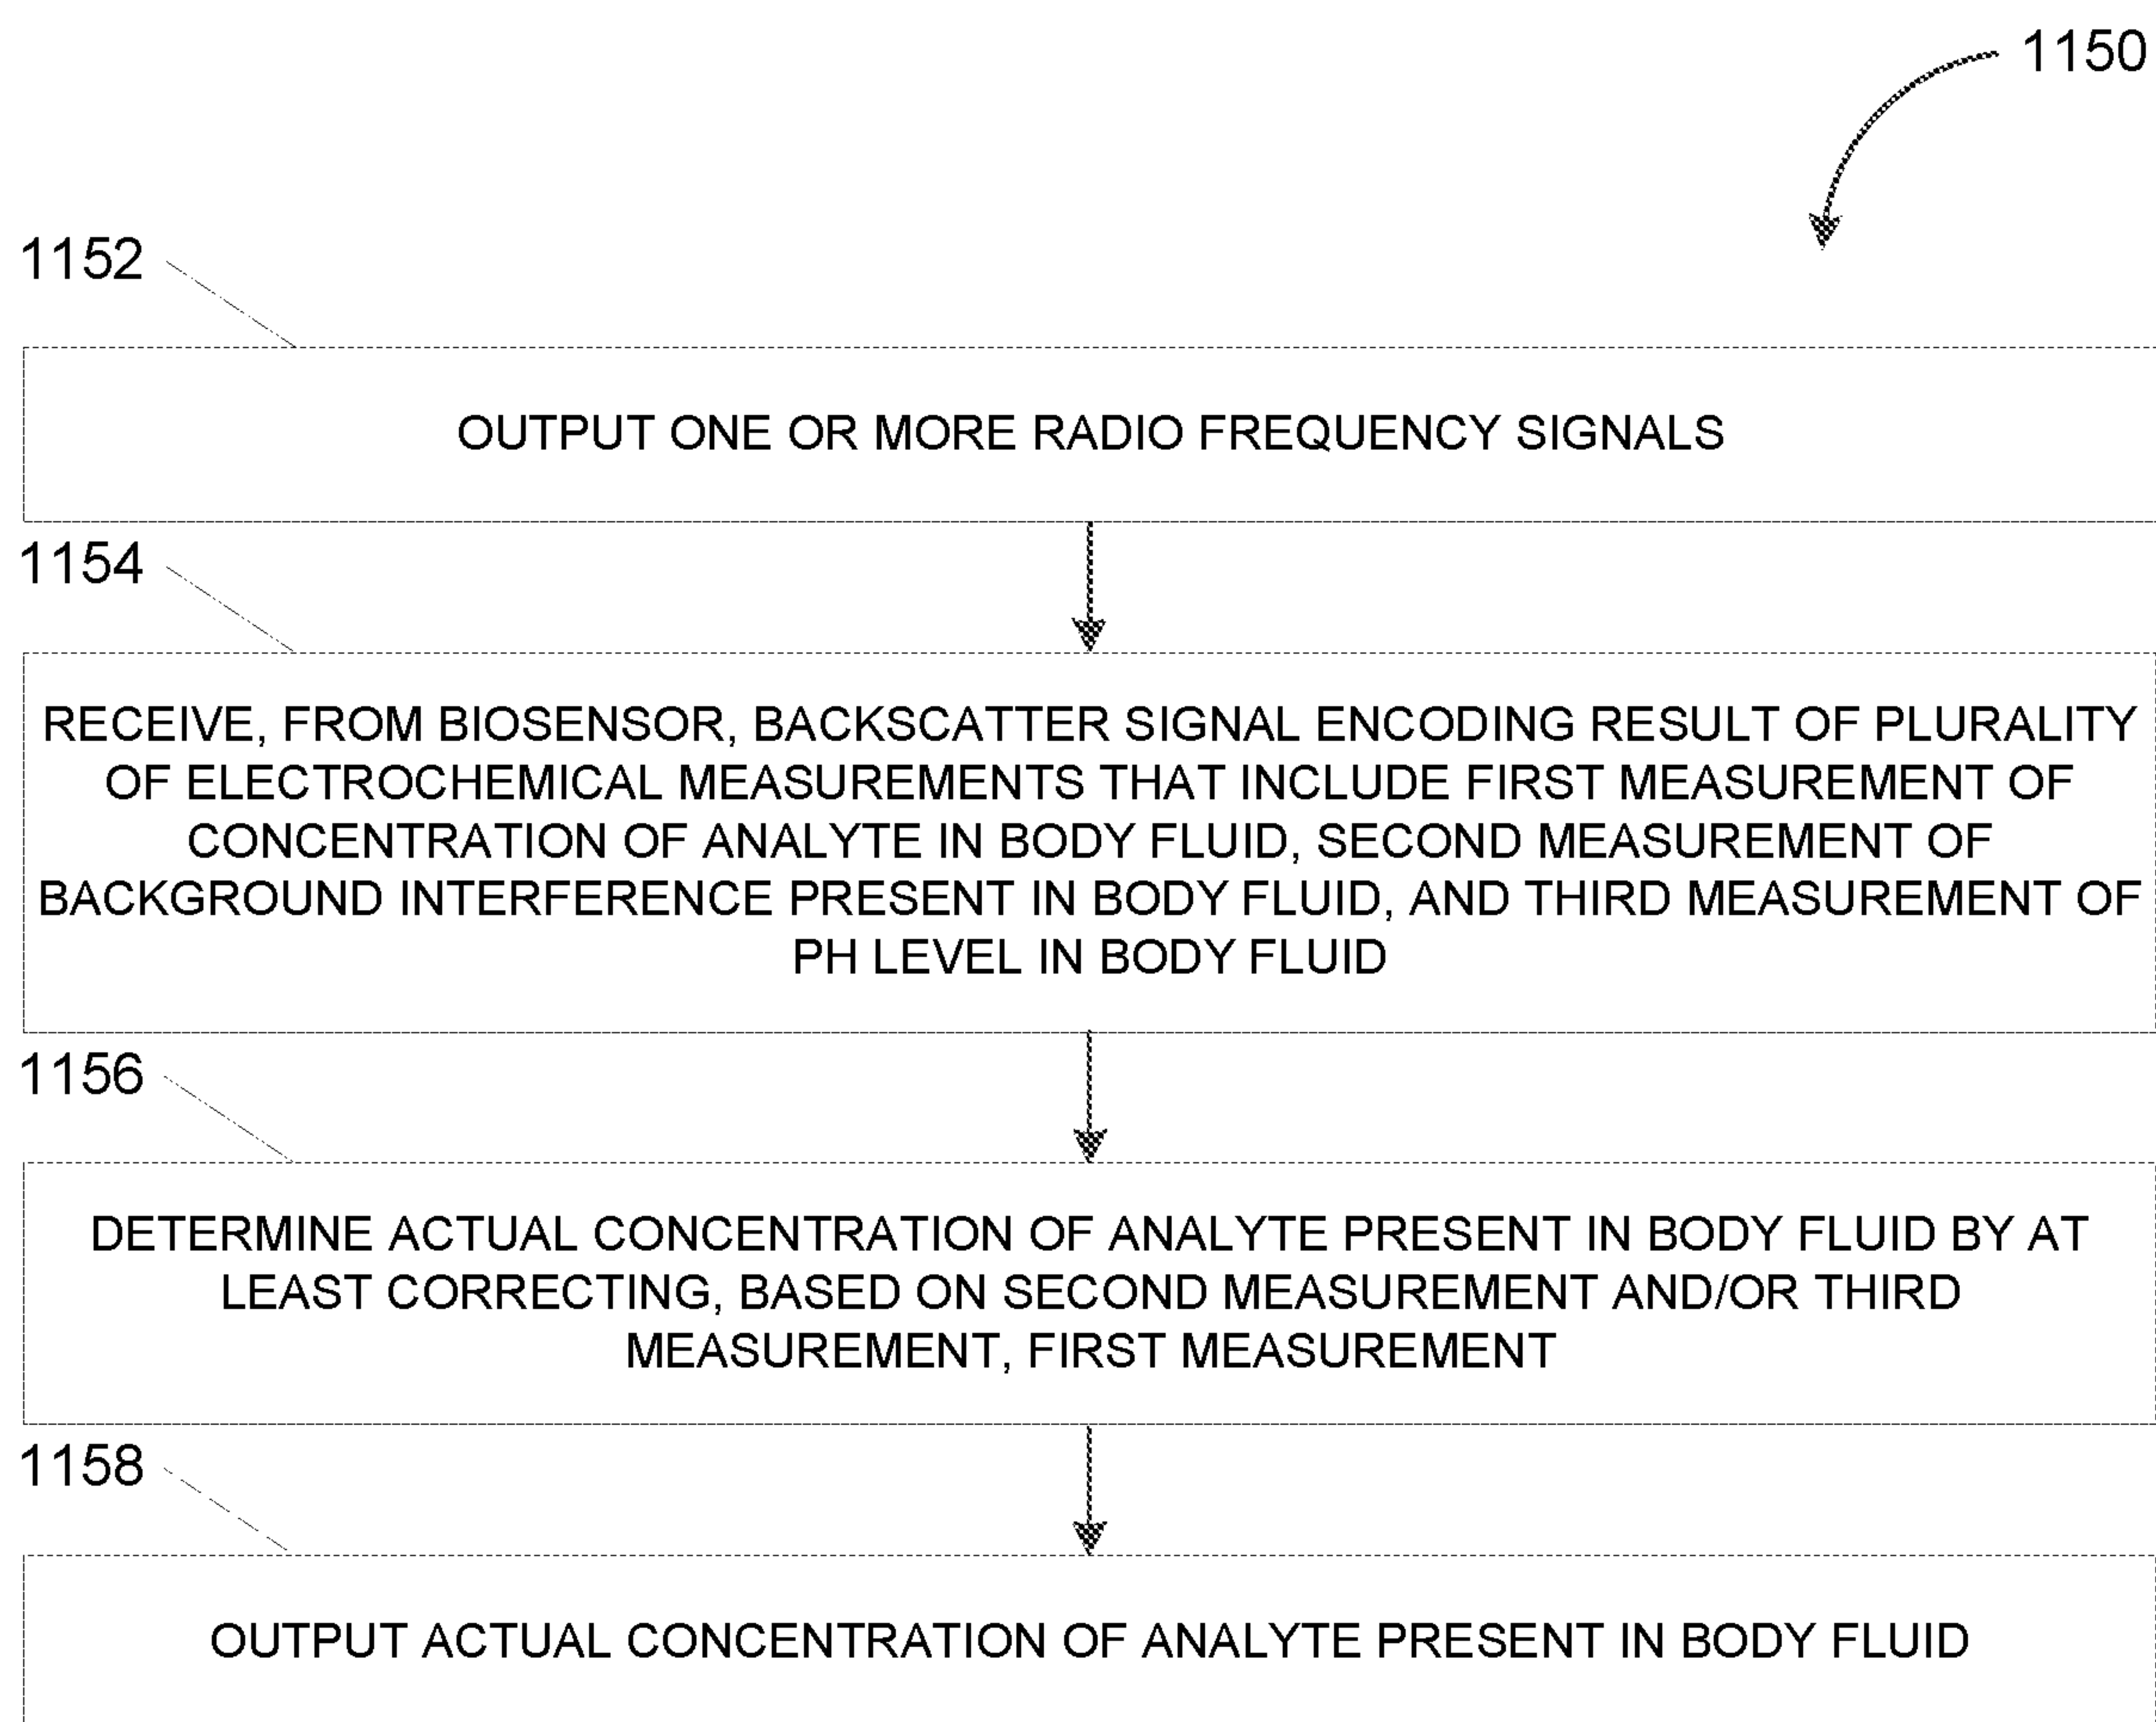 1150
1152
OUTPUT ONE OR MORE RADIO FREQUENCY SIGNALS
1154
RECEIVE, FROM BIOSENSOR, BACKSCATTER SIGNAL ENCODING RESULT OF PLURALITY
OF ELECTROCHEMICAL MEASUREMENTS THAT INCLUDE FIRST MEASUREMENT OF
CONCENTRATION OF ANALYTE IN BODY FLUID, SECOND MEASUREMENT OF
BACKGROUND INTERFERENCE PRESENT IN BODY FLUID, AND THIRD MEASUREMENT OF
PH LEVEL IN BODY FLUID
1156
DETERMINE ACTUAL CONCENTRATION OF ANALYTE PRESENT IN BODY FLUID BY AT
LEAST CORRECTING, BASED ON SECOND MEASUREMENT AND/OR THIRD
MEASUREMENT, FIRST MEASUREMENT
1158
OUTPUT ACTUAL CONCENTRATION OF ANALYTE PRESENT IN BODY FLUID